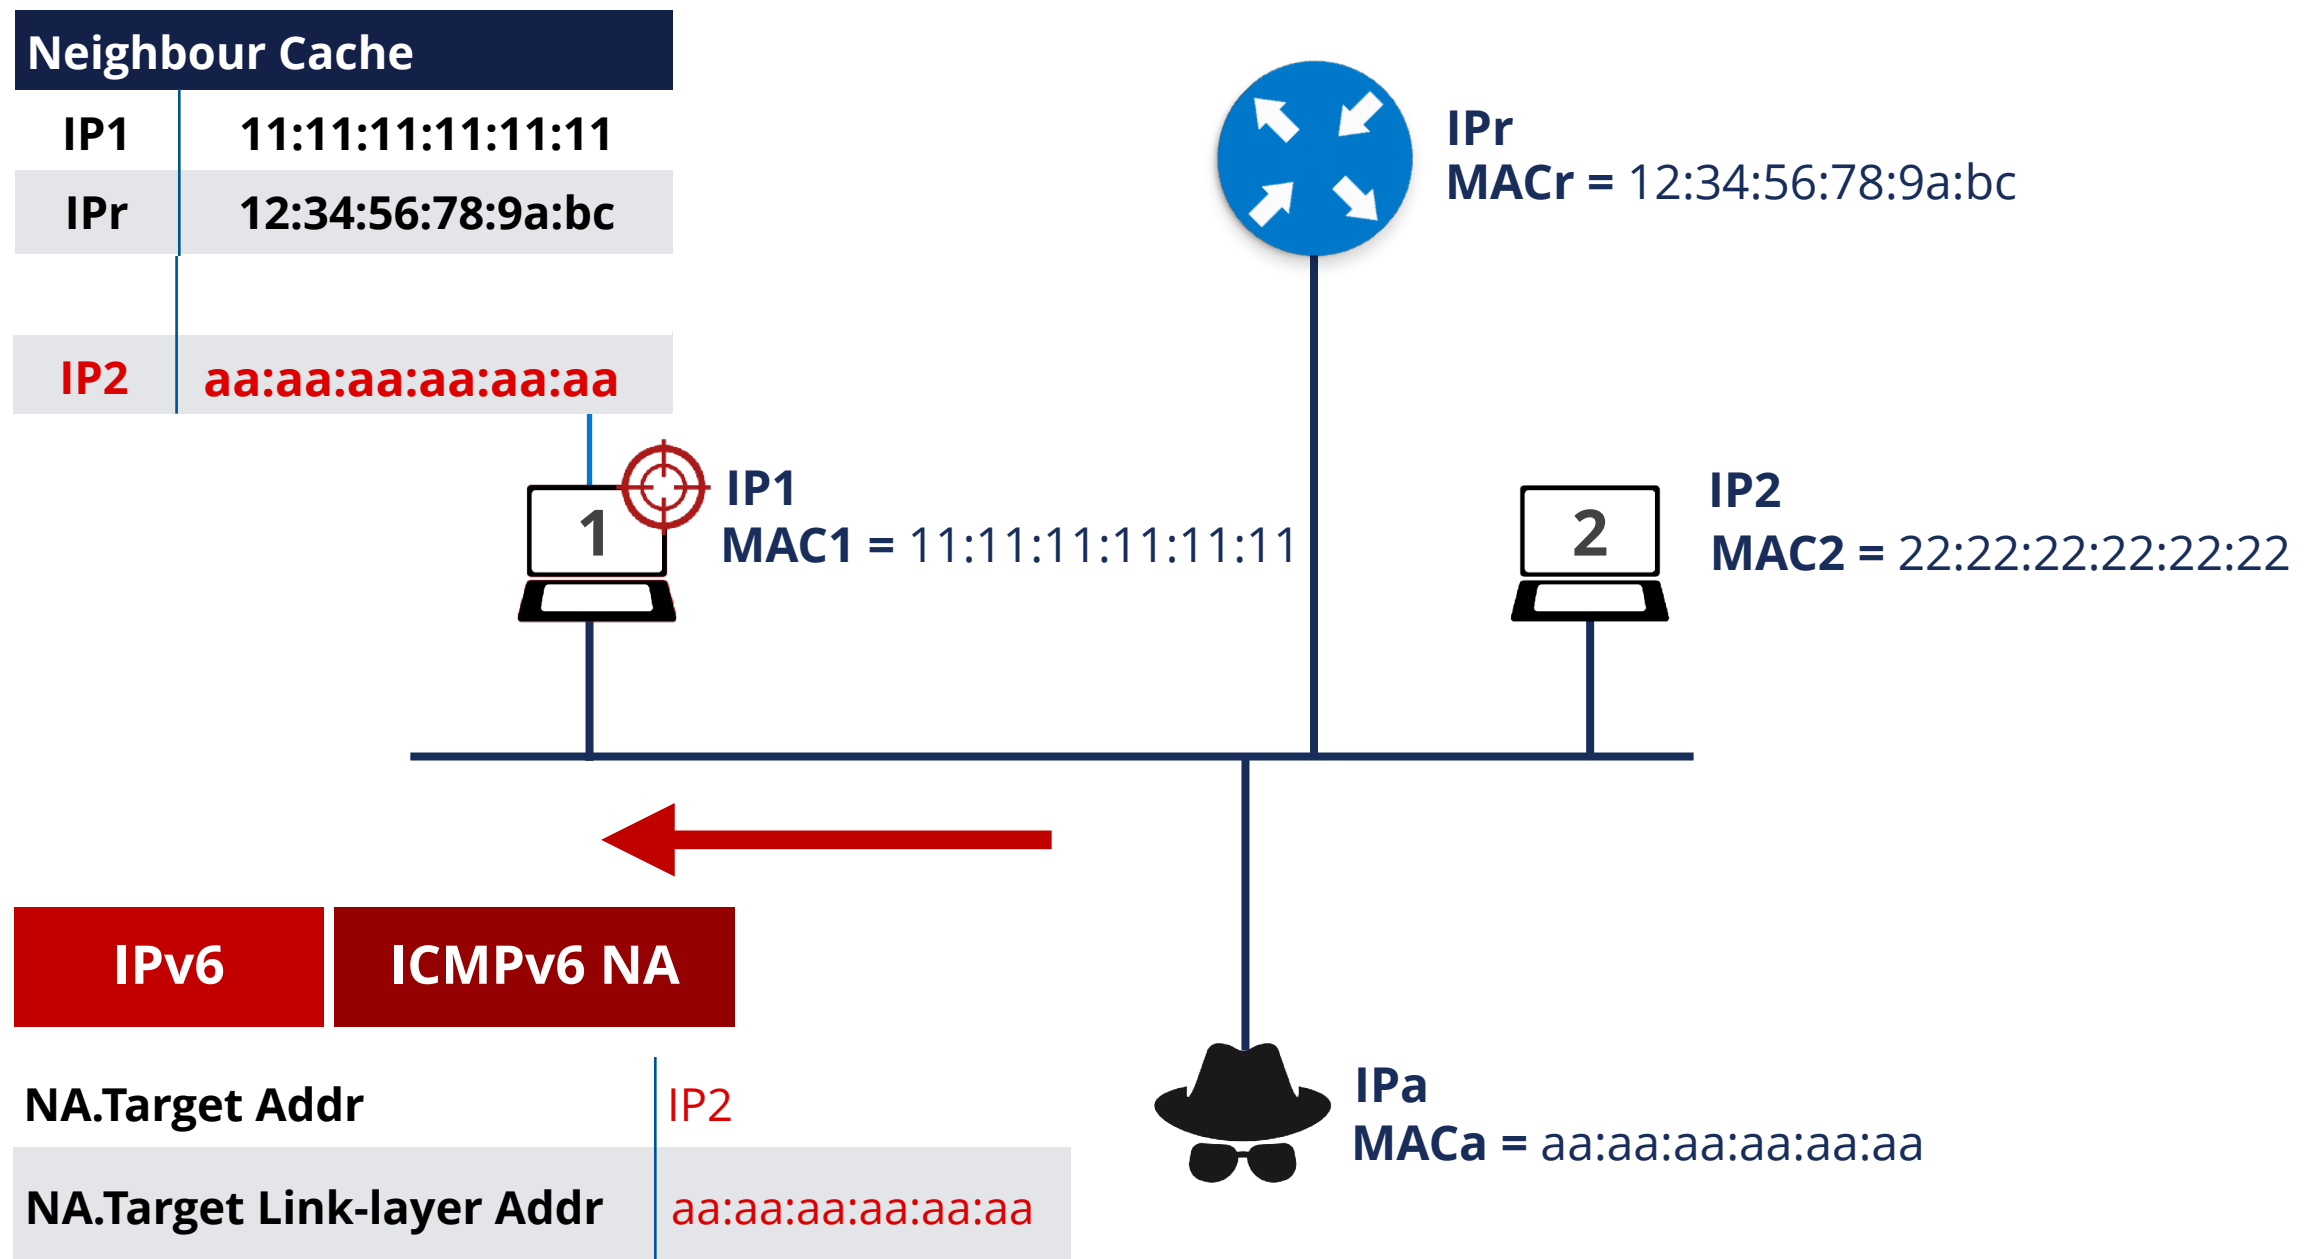 Neighbour Cache
IP1 11:11:11:11:11:11
IPr 12:34:56:78:9a:bc
IP2 aa:aa:aa:aa:aa:aa
IPr
MACr = 12:34:56:78:9a:bc
1
IP1
MAC1 = 11:11:11:11:11:11
2
IP2
MAC2 = 22:22:22:22:22:22
IPv6 ICMPv6 NA
NA.Target Addr IP2
NA.Target Link-layer Addr aa:aa:aa:aa:aa:aa
IPa
MACa = aa:aa:aa:aa:aa:aa